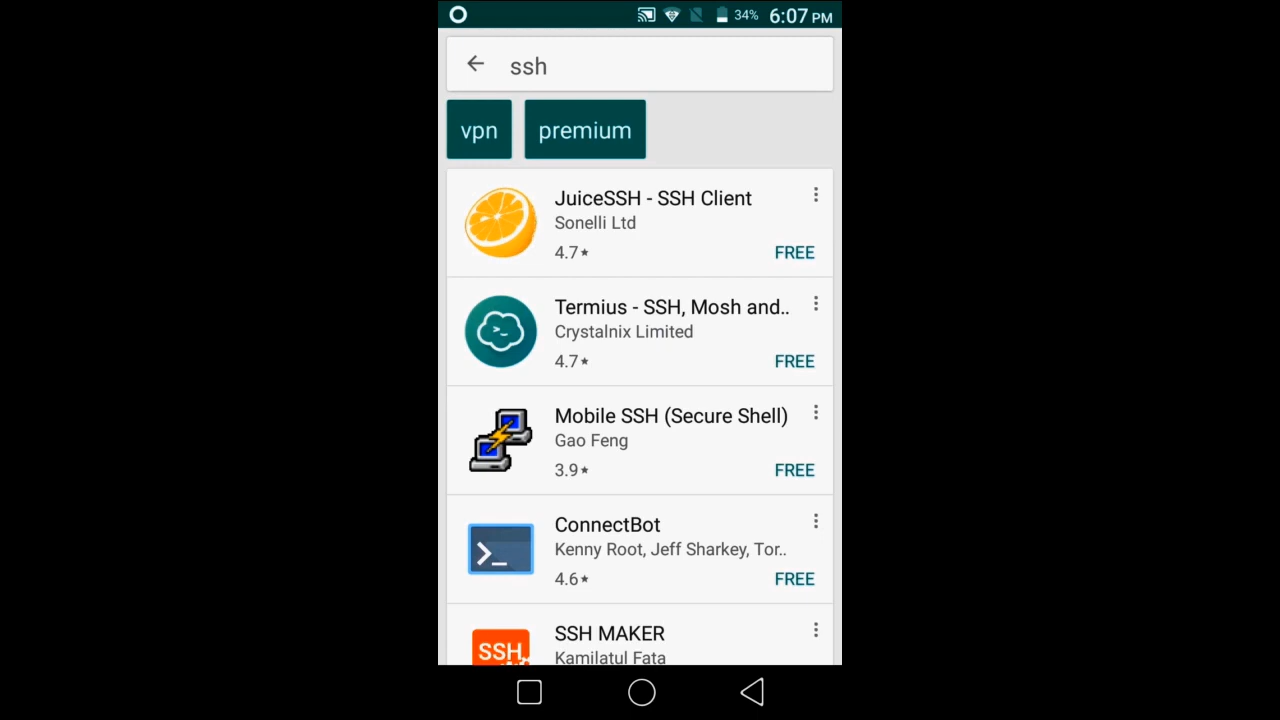 34% 6:07 PM
ssh
vpn premium
JuiceSSH - SSH Client
Sonelli Ltd
4.7★ FREE
Termius - SSH, Mosh and..
Crystalnix Limited
4.7★ FREE
Mobile SSH (Secure Shell)
Gao Feng
3.9★ FREE
ConnectBot
Kenny Root, Jeff Sharkey, Tor..
4.6★ FREE
SSH MAKER
SSH
Kamilatul Fata